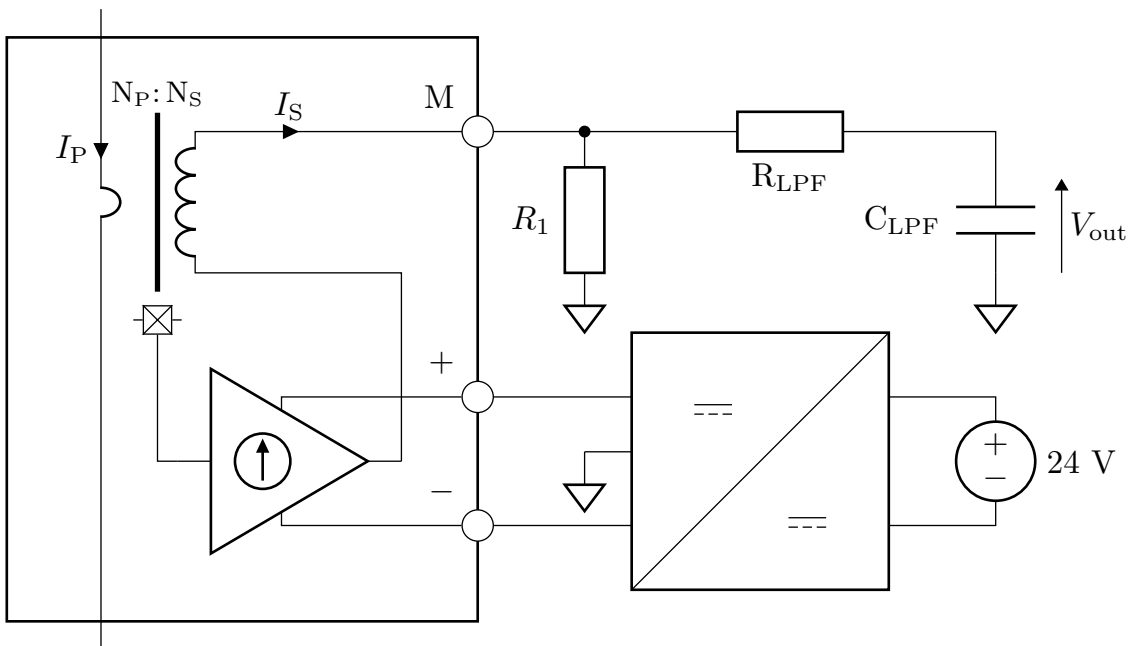 N_P: N_S
I_S
M
I_P
R_LPF
R_1
C_LPF
V_out
+
+
−
24 V
−